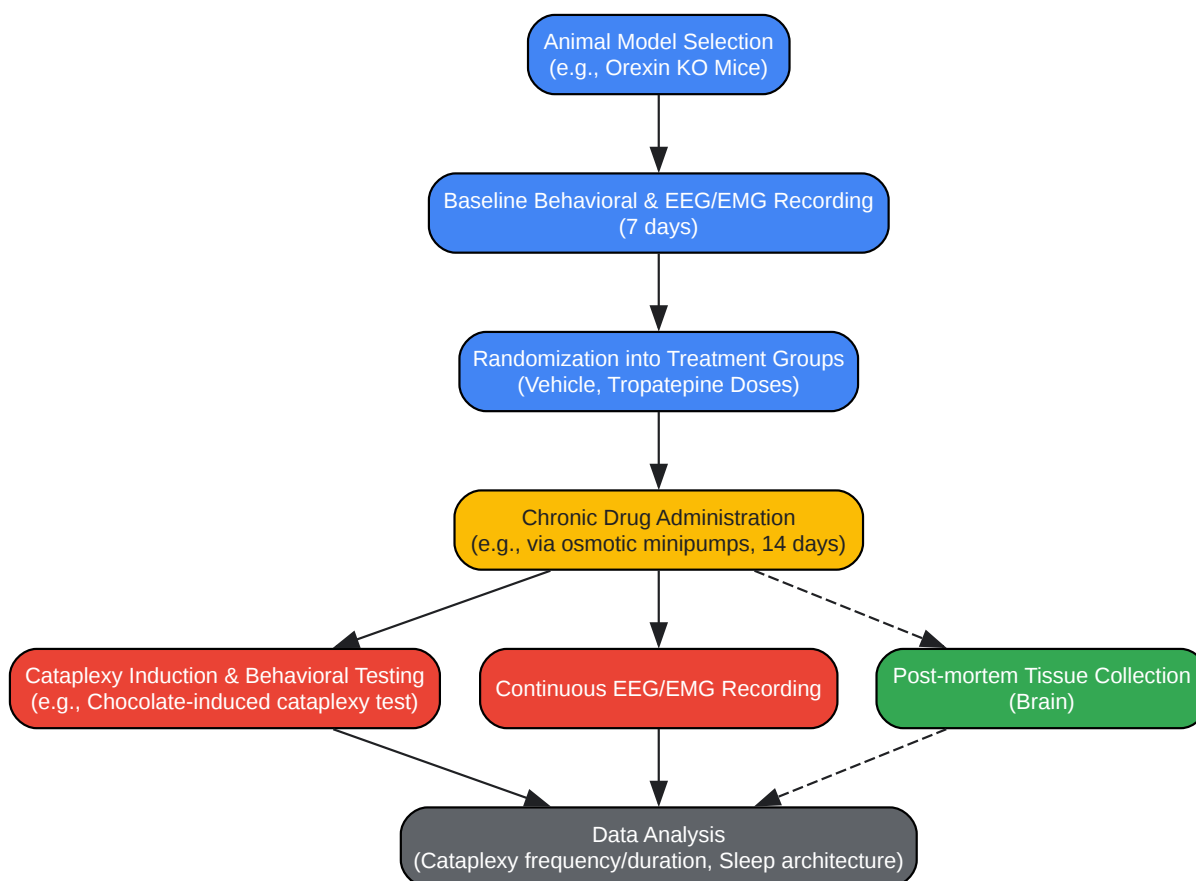 Animal Model Selection
(e.g., Orexin KO Mice)
Baseline Behavioral & EEG/EMG Recording
(7 days)
Randomization into Treatment Groups
(Vehicle, Tropatepine Doses)
Chronic Drug Administration
(e.g., via osmotic minipumps, 14 days)
Cataplexy Induction & Behavioral Testing
(e.g., Chocolate-induced cataplexy test)
Continuous EEG/EMG Recording
Post-mortem Tissue Collection
(Brain)
Data Analysis
(Cataplexy frequency/duration, Sleep architecture)